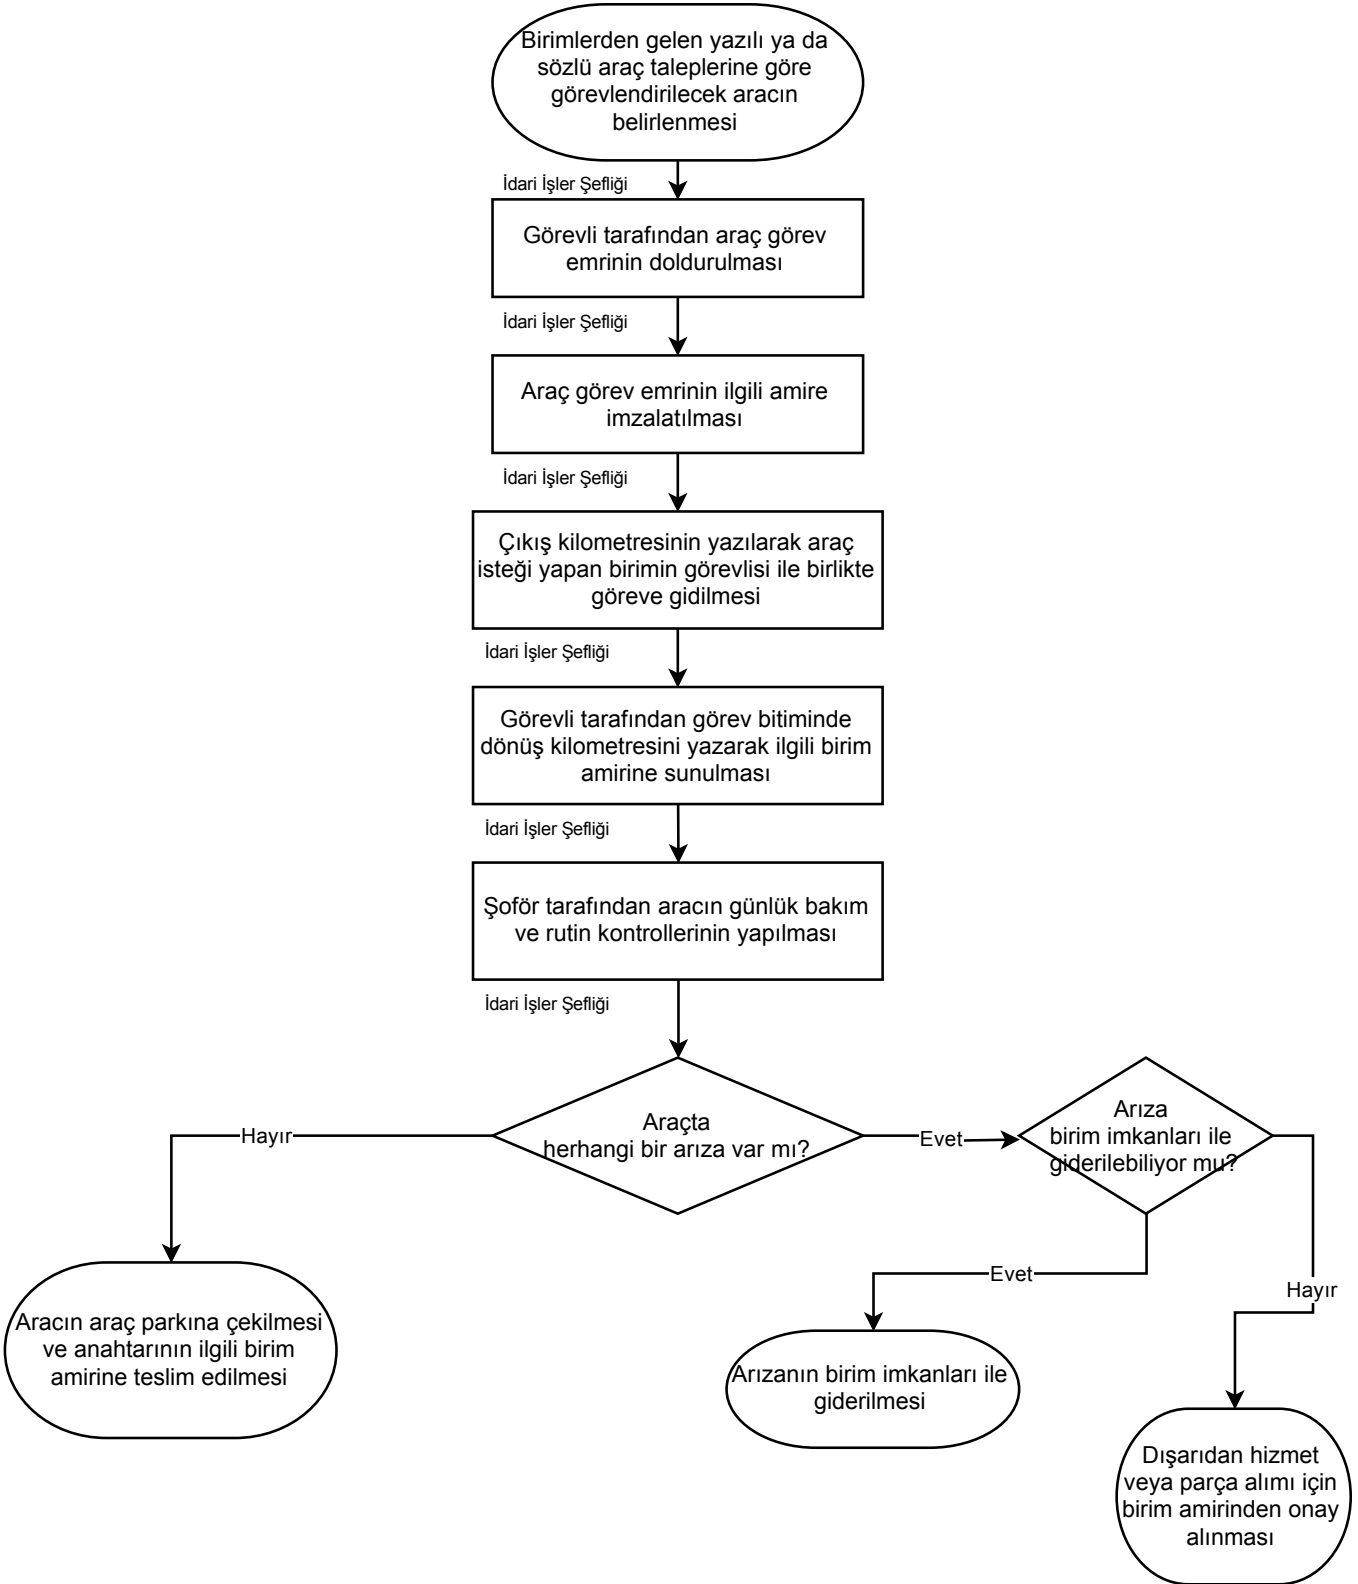 Birimlerden gelen yazılı ya da
sözlü araç taleplerine göre
görevlendirilecek aracın
belirlenmesi
İdari İşler Şefliği
Görevli tarafından araç görev
emrinin doldurulması
İdari İşler Şefliği
Araç görev emrinin ilgili amire
imzalatılması
İdari İşler Şefliği
Çıkış kilometresinin yazılarak araç
isteği yapan birimin görevlisi ile birlikte
göreve gidilmesi
İdari İşler Şefliği
Görevli tarafından görev bitiminde
dönüş kilometresini yazarak ilgili birim
amirine sunulması
İdari İşler Şefliği
Şoför tarafından aracın günlük bakım
ve rutin kontrollerinin yapılması
İdari İşler Şefliği
Araçta
herhangi bir arıza var mı?
Hayır
Evet
Arıza
birim imkanları ile
giderilebiliyor mu?
Evet
Hayır
Aracın araç parkına çekilmesi
ve anahtarının ilgili birim
amirine teslim edilmesi
Arızanın birim imkanları ile
giderilmesi
Dışarıdan hizmet
veya parça alımı için
birim amirinden onay
alınması